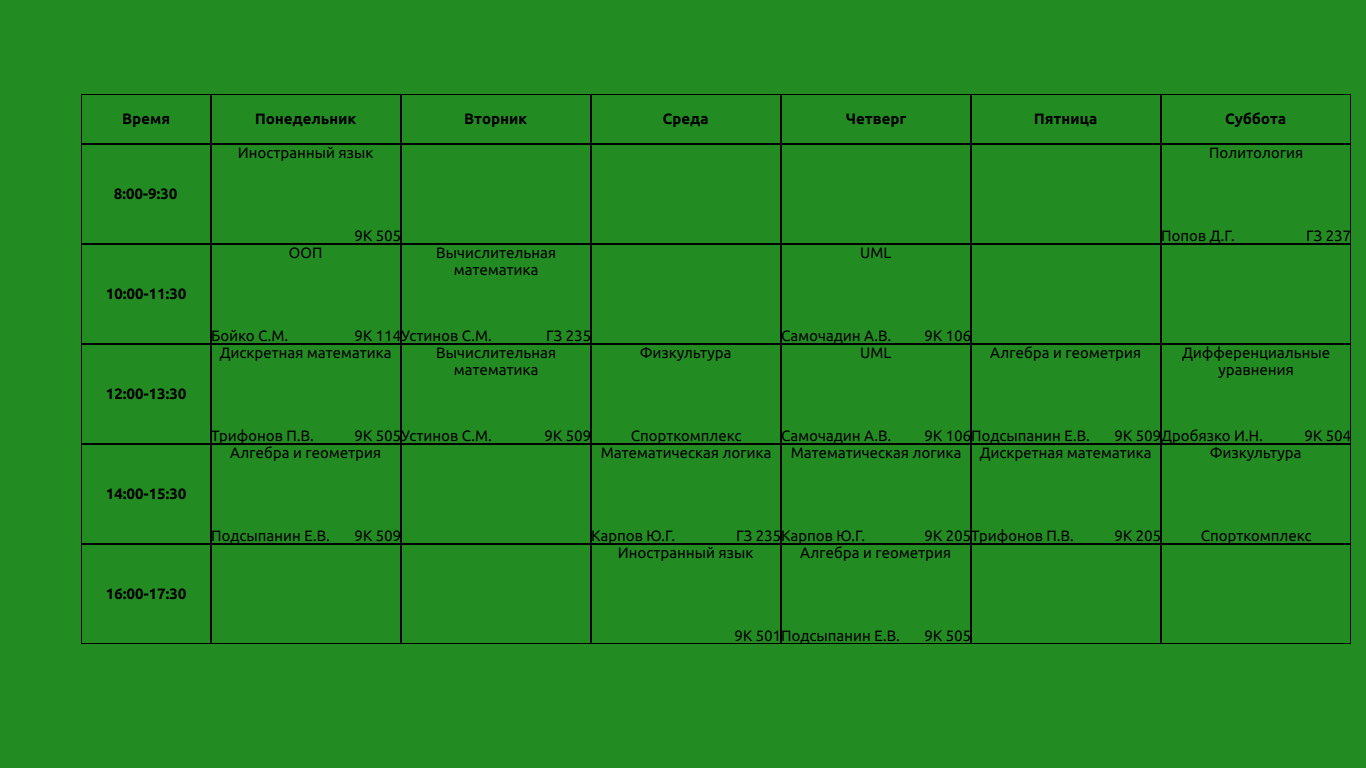 Время Понедельник Вторник Среда Четверг Пятница Суббота
8:00-9:30
Иностранный язык
9К 505
Политология
Попов Д.Г. ГЗ 237
10:00-11:30
ООП
Бойко С.М. 9К 114
Вычислительная
математика
Устинов С.М. ГЗ 235
UML
Самочадин А.В. 9К 106
12:00-13:30
Дискретная математика
Трифонов П.В. 9К 505
Вычислительная
математика
Устинов С.М. 9К 509
Физкультура
Спорткомплекс
UML
Самочадин А.В. 9К 106
Алгебра и геометрия
Подсыпанин Е.В. 9К 509
Дифференциальные
уравнения
Дробязко И.Н. 9К 504
14:00-15:30
Алгебра и геометрия
Подсыпанин Е.В. 9К 509
Математическая логика
Карпов Ю.Г. ГЗ 235
Математическая логика
Карпов Ю.Г. 9К 205
Дискретная математика
Трифонов П.В. 9К 205
Физкультура
Спорткомплекс
16:00-17:30
Иностранный язык
9К 501
Алгебра и геометрия
Подсыпанин Е.В. 9К 505